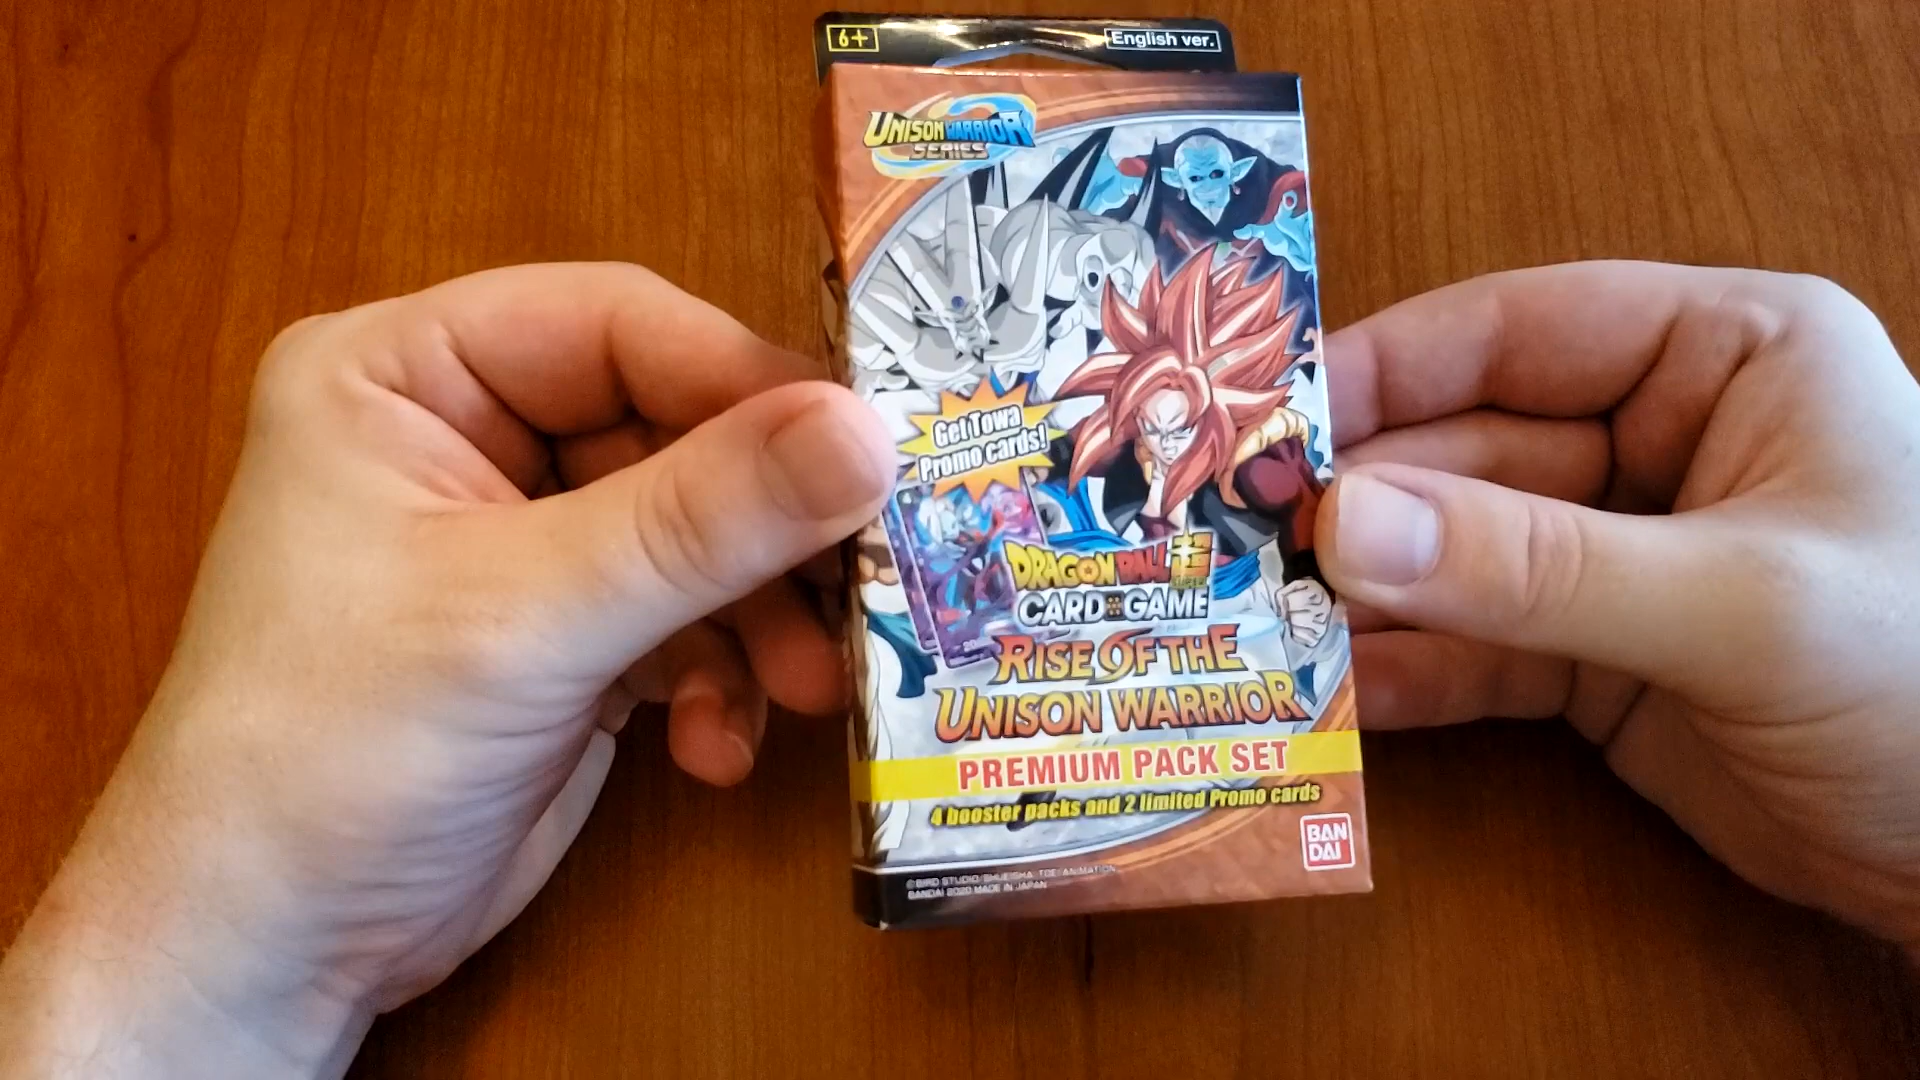 6+
English ver.
UNISON WARRIOR
SERIES
Get Towa
Promo cards!
DRAGON BALL 超
SUPER
CARD GAME
RISE OF THE
UNISON WARRIOR
PREMIUM PACK SET
4 booster packs and 2 limited Promo cards
BAN
DAI
©BIRD STUDIO/SHUEISHA, TOEI ANIMATION
BANDAI 2020 MADE IN JAPAN